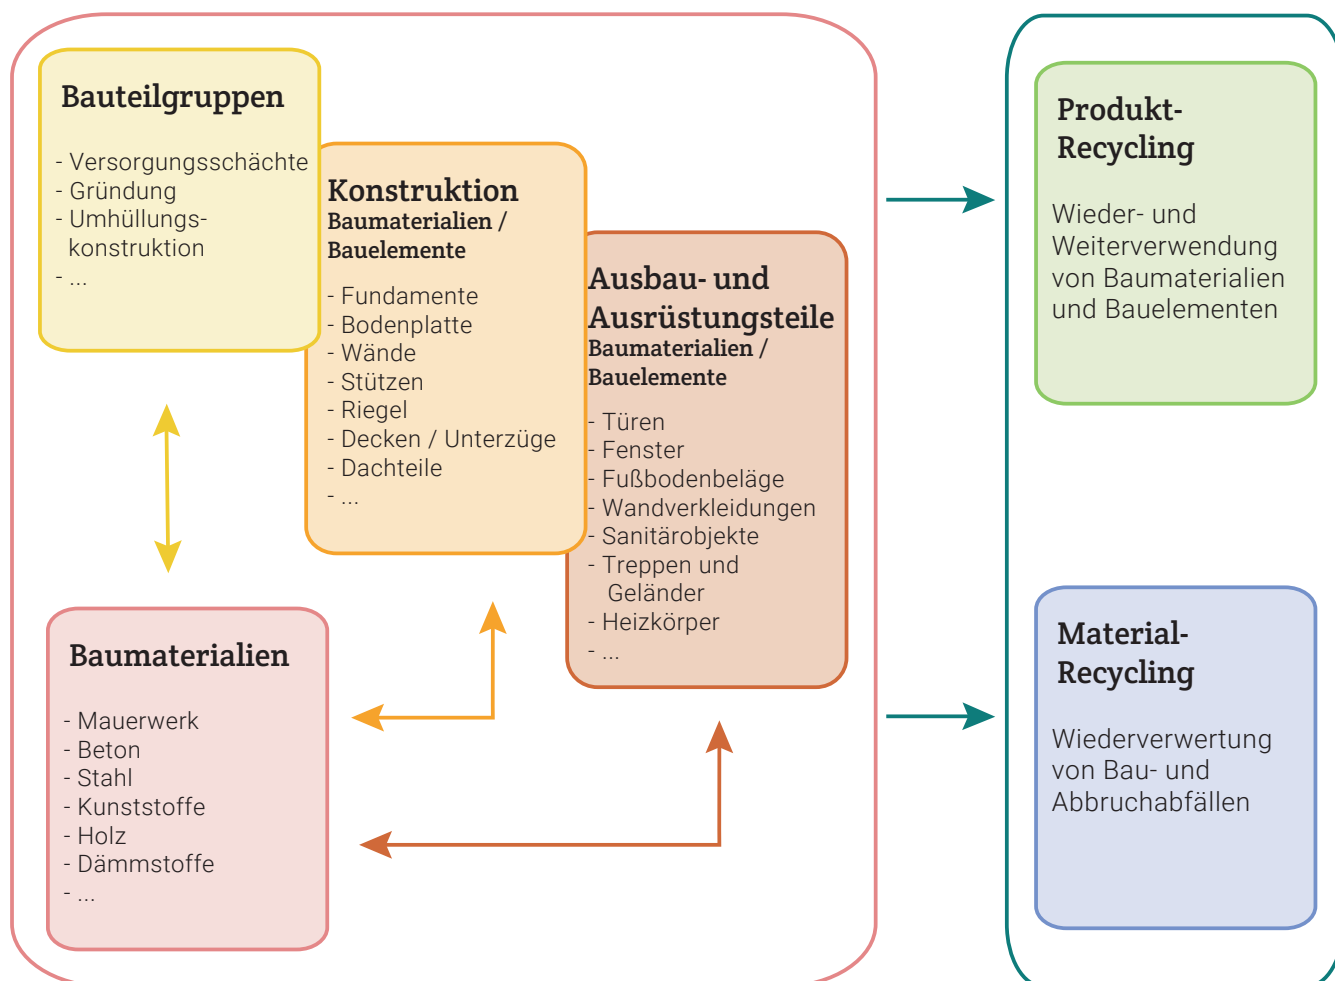 Bauteilgruppen
- Versorgungsschächte
- Gründung
- Umhüllungs-
konstruktion
- ...
Konstruktion
Baumaterialien /
Bauelemente
- Fundamente
- Bodenplatte
- Wände
- Stützen
- Riegel
- Decken / Unterzüge
- Dachteile
- ...
Ausbau- und
Ausrüstungsteile
Baumaterialien /
Bauelemente
- Türen
- Fenster
- Fußbodenbeläge
- Wandverkleidungen
- Sanitärobjekte
- Treppen und
Geländer
- Heizkörper
- ...
Baumaterialien
- Mauerwerk
- Beton
- Stahl
- Kunststoffe
- Holz
- Dämmstoffe
- ...
Produkt-
Recycling
Wieder- und
Weiterverwendung
von Baumaterialien
und Bauelementen
Material-
Recycling
Wiederverwertung
von Bau- und
Abbruchabfällen